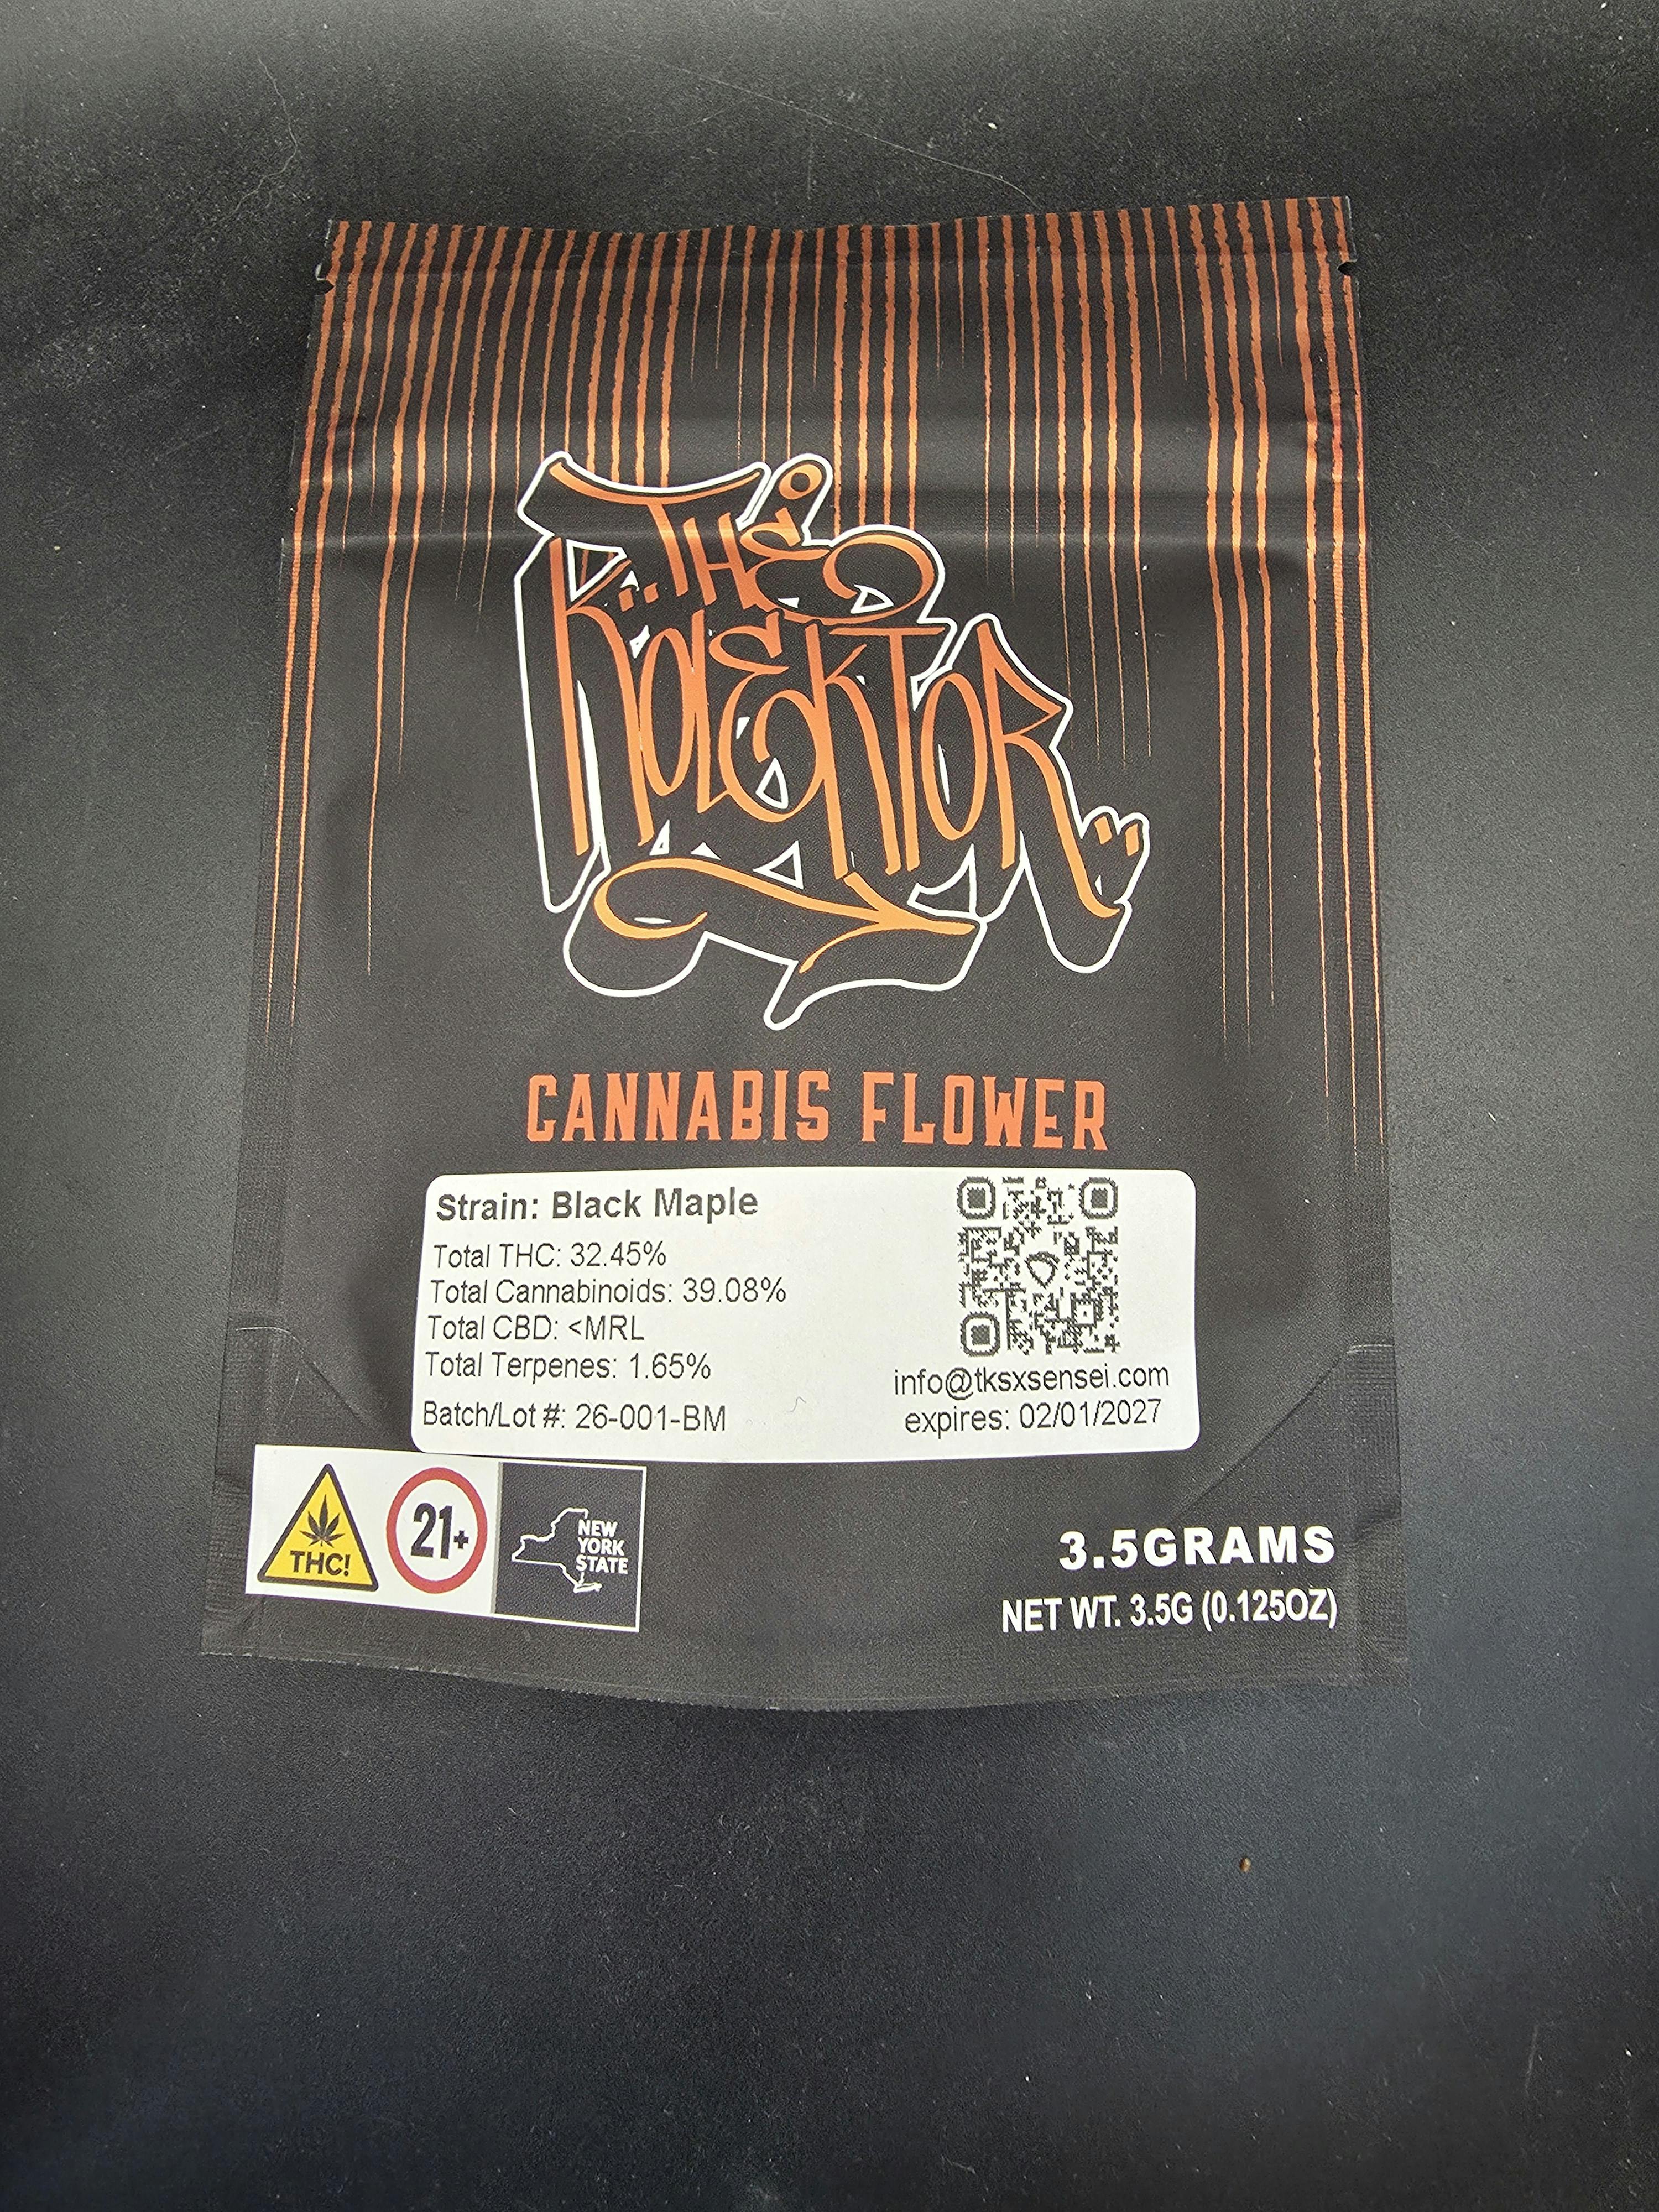 THE
KOLEKTOR
CANNABIS FLOWER
Strain: Black Maple
Total THC: 32.45%
Total Cannabinoids: 39.08%
Total CBD: <MRL
Total Terpenes: 1.65%
Batch/Lot #: 26-001-BM
info@tksxsensei.com
expires: 02/01/2027
THC!
21+
NEW
YORK
STATE
3.5GRAMS
NET WT. 3.5G (0.125OZ)